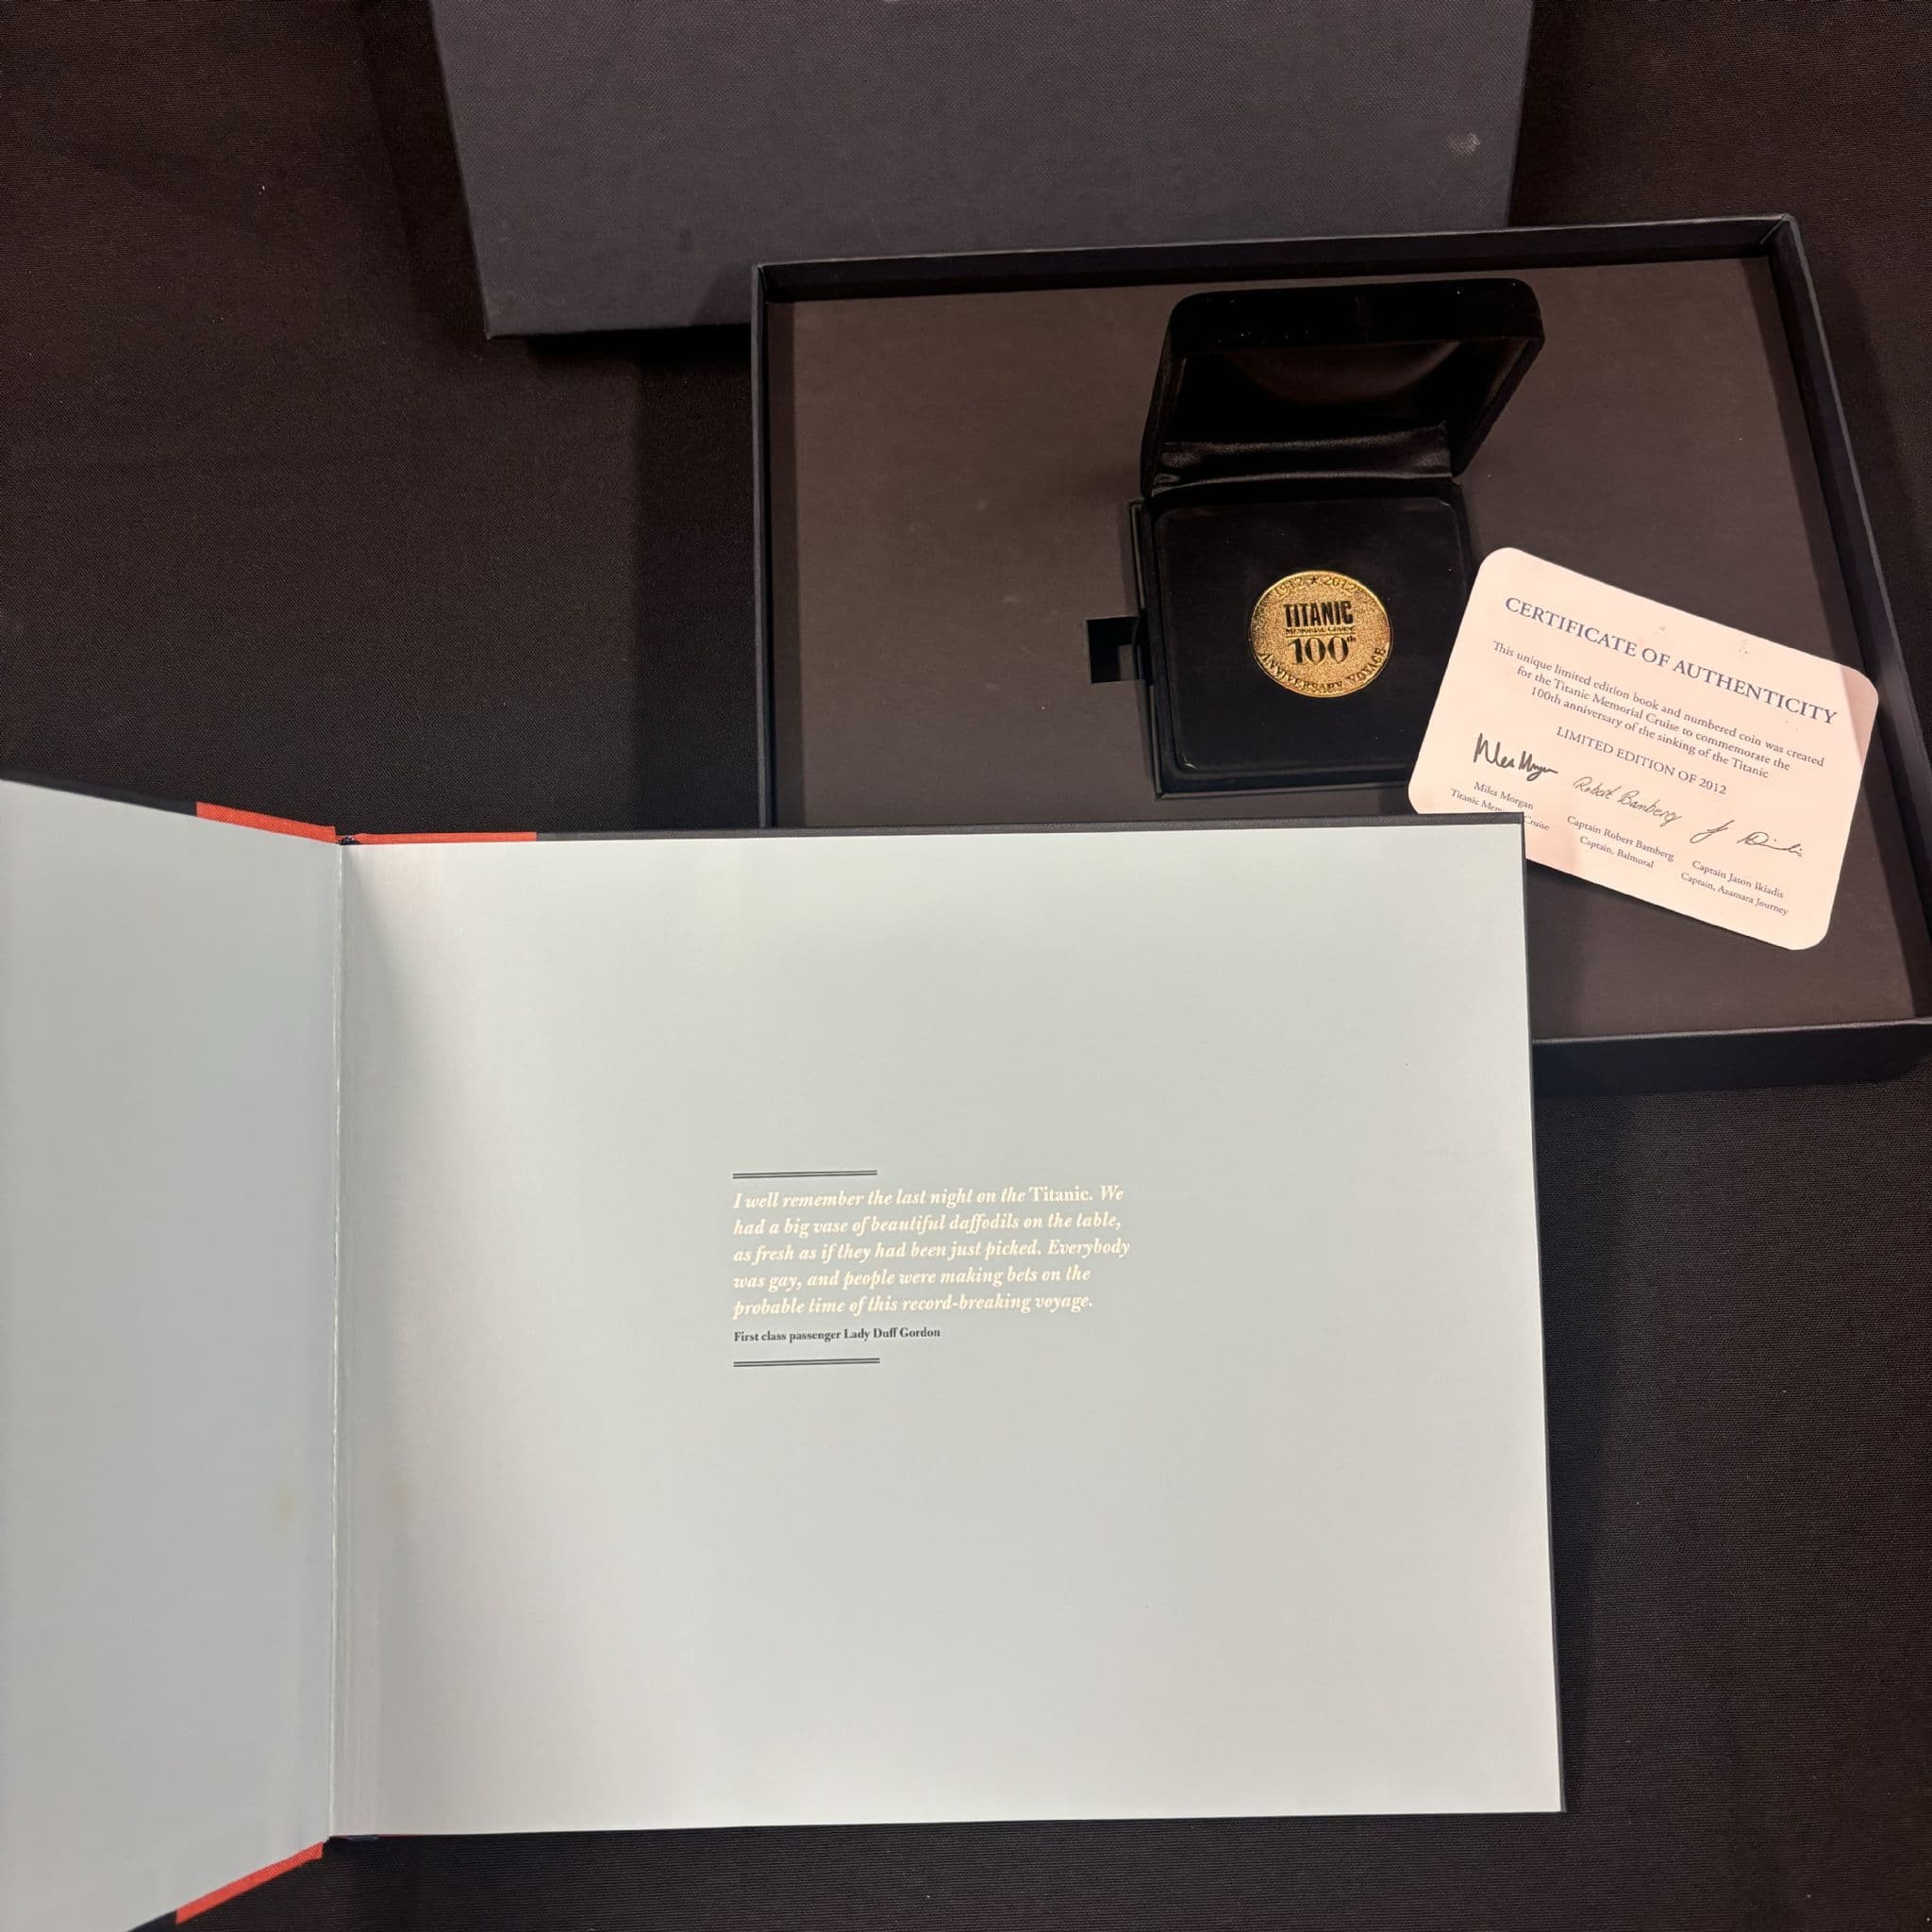 1912 ★ 2012
TITANIC
MEMORIAL CRUISE
100th
ANNIVERSARY VOYAGE
CERTIFICATE OF AUTHENTICITY
This unique limited edition book and numbered coin was created
for the Titanic Memorial Cruise to commemorate the
100th anniversary of the sinking of the Titanic
LIMITED EDITION OF 2012
Miles Morgan
Titanic Cruise
Robert Bamberg
Captain Robert Bamberg
Captain, Balmoral
Captain Jason Ikiadis
Captain, Azamara Journey
I well remember the last night on the Titanic. We
had a big vase of beautiful daffodils on the table,
as fresh as if they had been just picked. Everybody
was gay, and people were making bets on the
probable time of this record-breaking voyage.
First class passenger Lady Duff Gordon